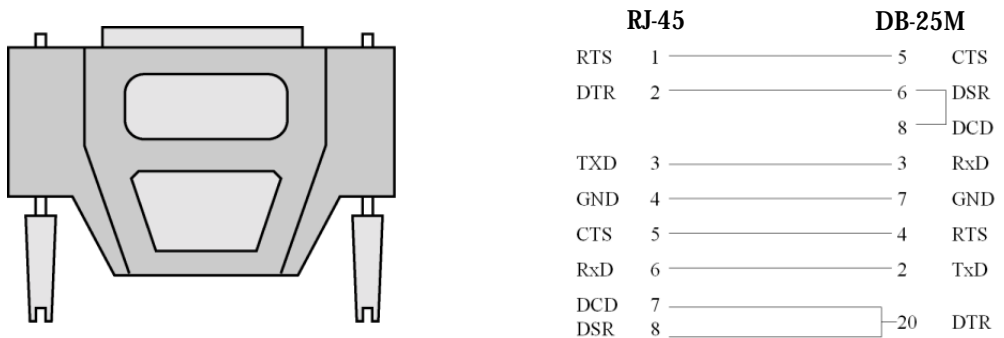 RJ-45 DB-25M
RTS 1 5 CTS
DTR 2 6 DSR
8 DCD
TXD 3 3 RxD
GND 4 7 GND
CTS 5 4 RTS
RxD 6 2 TxD
DCD 7
20 DTR
DSR 8